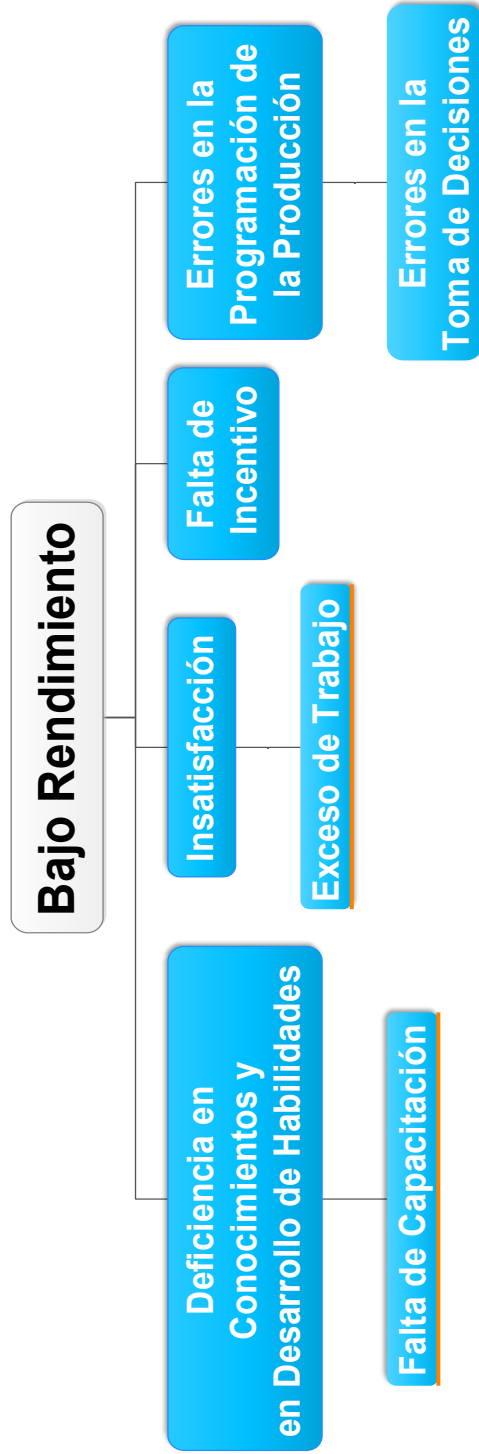 Bajo Rendimiento
Deficiencia en
Conocimientos y
en Desarrollo de Habilidades
Falta de Capacitación
Insatisfacción
Exceso de Trabajo
Falta de
Incentivo
Errores en la
Programación de
la Producción
Errores en la
Toma de Decisiones